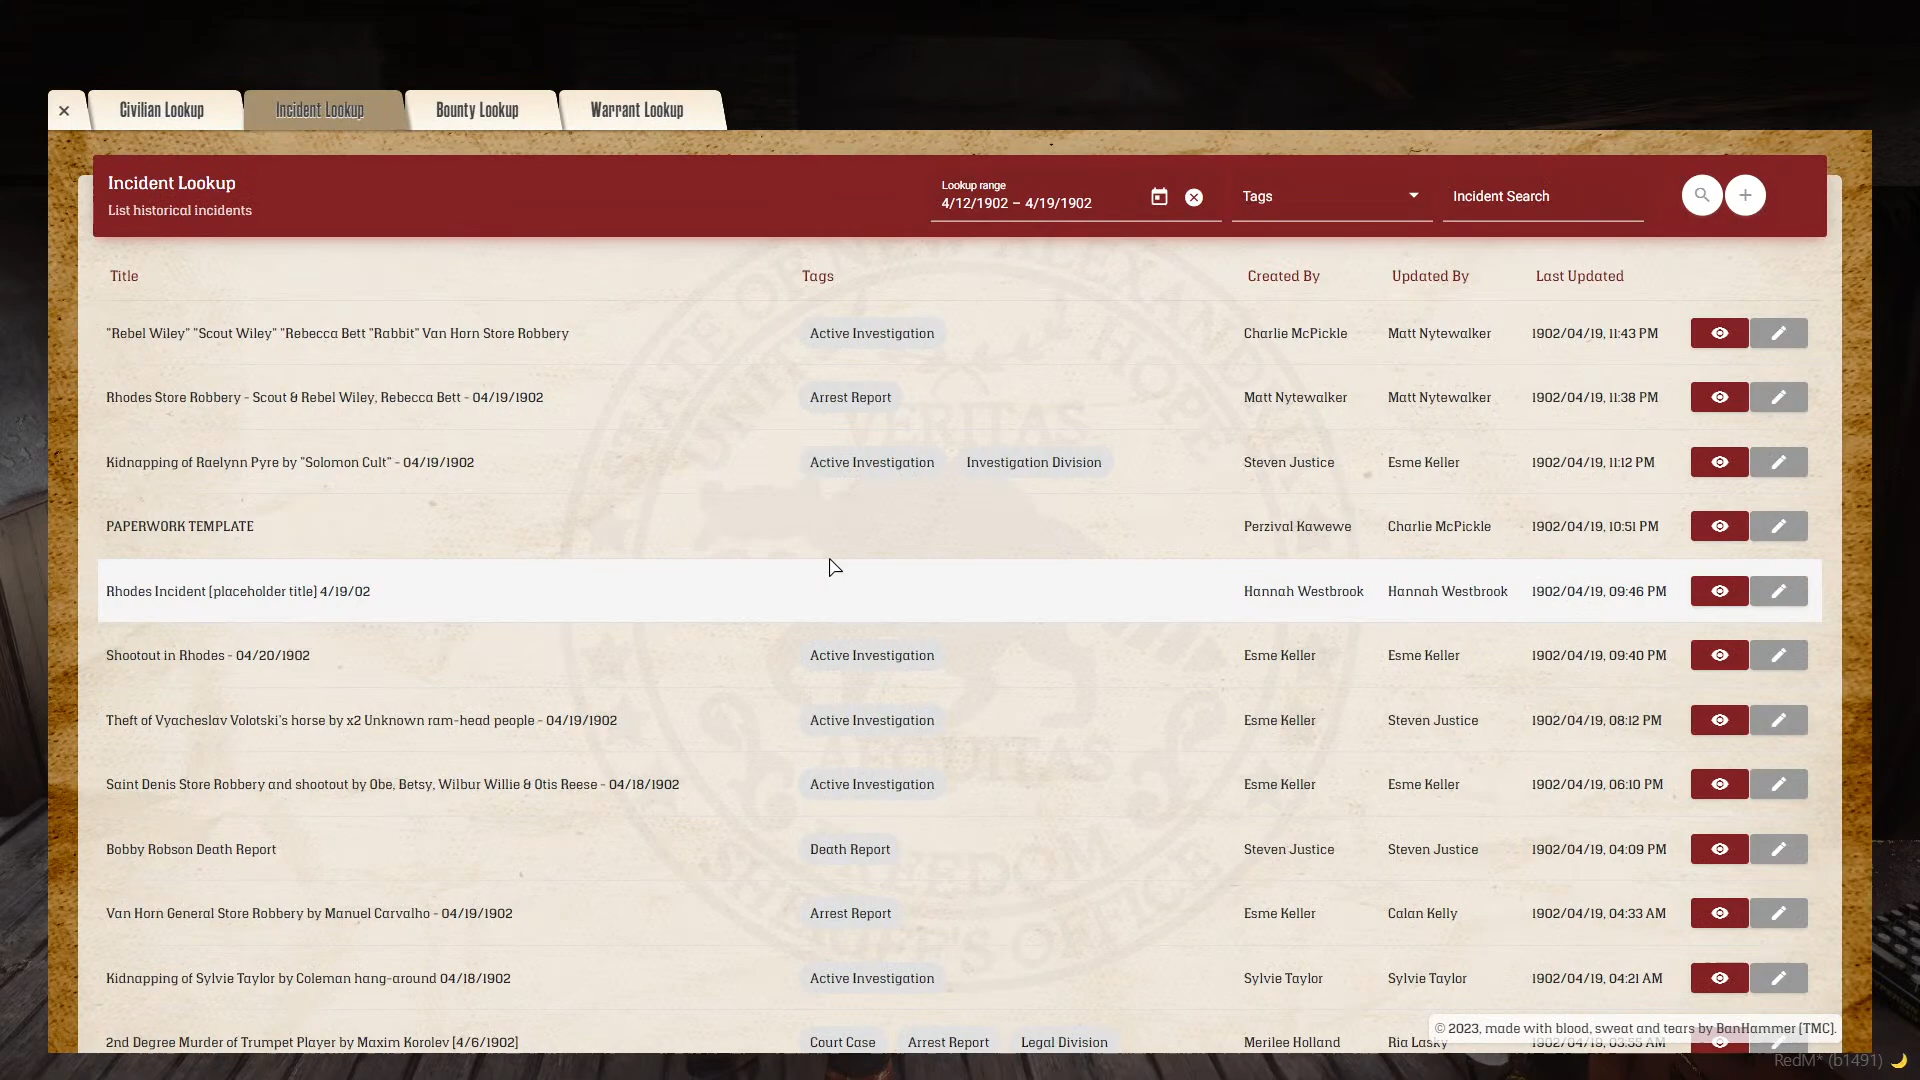 Civilian Lookup
Incident Lookup
Bounty Lookup
Warrant Lookup
Incident Lookup
List historical incidents
Lookup range
4/12/1902 – 4/19/1902
Tags
Incident Search
Title Tags Created By Updated By Last Updated
"Rebel Wiley" "Scout Wiley" "Rebecca Bett "Rabbit" Van Horn Store Robbery Active Investigation Charlie McPickle Matt Nytewalker 1902/04/19, 11:43 PM
Rhodes Store Robbery - Scout & Rebel Wiley, Rebecca Bett - 04/19/1902 Arrest Report Matt Nytewalker Matt Nytewalker 1902/04/19, 11:38 PM
Kidnapping of Raelynn Pyre by "Solomon Cult" - 04/19/1902 Active Investigation Investigation Division Steven Justice Esme Keller 1902/04/19, 11:12 PM
PAPERWORK TEMPLATE Perzival Kawewe Charlie McPickle 1902/04/19, 10:51 PM
Rhodes Incident [placeholder title] 4/19/02 Hannah Westbrook Hannah Westbrook 1902/04/19, 09:46 PM
Shootout in Rhodes - 04/20/1902 Active Investigation Esme Keller Esme Keller 1902/04/19, 09:40 PM
Theft of Vyacheslav Volotski's horse by x2 Unknown ram-head people - 04/19/1902 Active Investigation Esme Keller Steven Justice 1902/04/19, 08:12 PM
Saint Denis Store Robbery and shootout by Obe, Betsy, Wilbur Willie & Otis Reese - 04/18/1902 Active Investigation Esme Keller Esme Keller 1902/04/19, 06:10 PM
Bobby Robson Death Report Death Report Steven Justice Steven Justice 1902/04/19, 04:09 PM
Van Horn General Store Robbery by Manuel Carvalho - 04/19/1902 Arrest Report Esme Keller Calan Kelly 1902/04/19, 04:33 AM
Kidnapping of Sylvie Taylor by Coleman hang-around 04/18/1902 Active Investigation Sylvie Taylor Sylvie Taylor 1902/04/19, 04:21 AM
2nd Degree Murder of Trumpet Player by Maxim Korolev [4/6/1902] Court Case Arrest Report Legal Division Merilee Holland Ria Lasky 1902/04/19, 03:55 AM
© 2023, made with blood, sweat and tears by BanHammer [TMC].
RedM* (b1491)
VERITAS
AEQUITAS
SHERIFF'S OFFICE